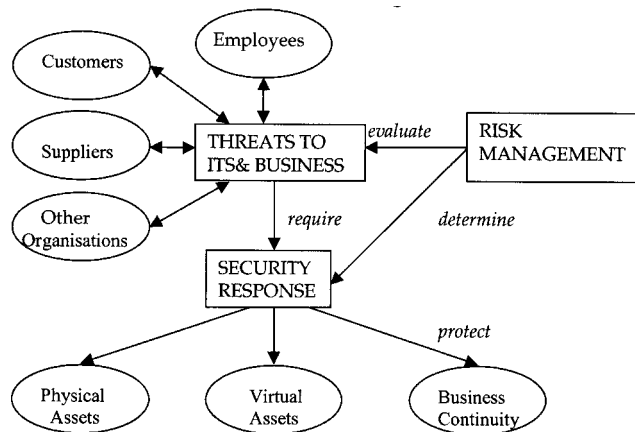 Employees
Customers
THREATS TO
ITS& BUSINESS
evaluate
RISK
MANAGEMENT
Suppliers
Other
Organisations
require
determine
SECURITY
RESPONSE
protect
Physical
Assets
Virtual
Assets
Business
Continuity